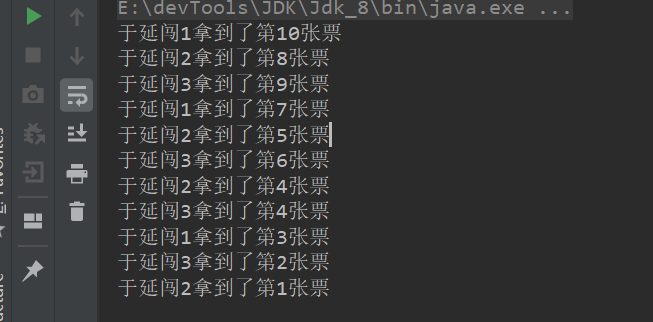 E:\devTools\JDK\Jdk_8\bin\java.exe ...
于延闯1拿到了第10张票
于延闯2拿到了第8张票
于延闯3拿到了第9张票
于延闯1拿到了第7张票
于延闯2拿到了第5张票
于延闯3拿到了第6张票
于延闯2拿到了第4张票
于延闯3拿到了第4张票
于延闯1拿到了第3张票
于延闯3拿到了第2张票
于延闯2拿到了第1张票